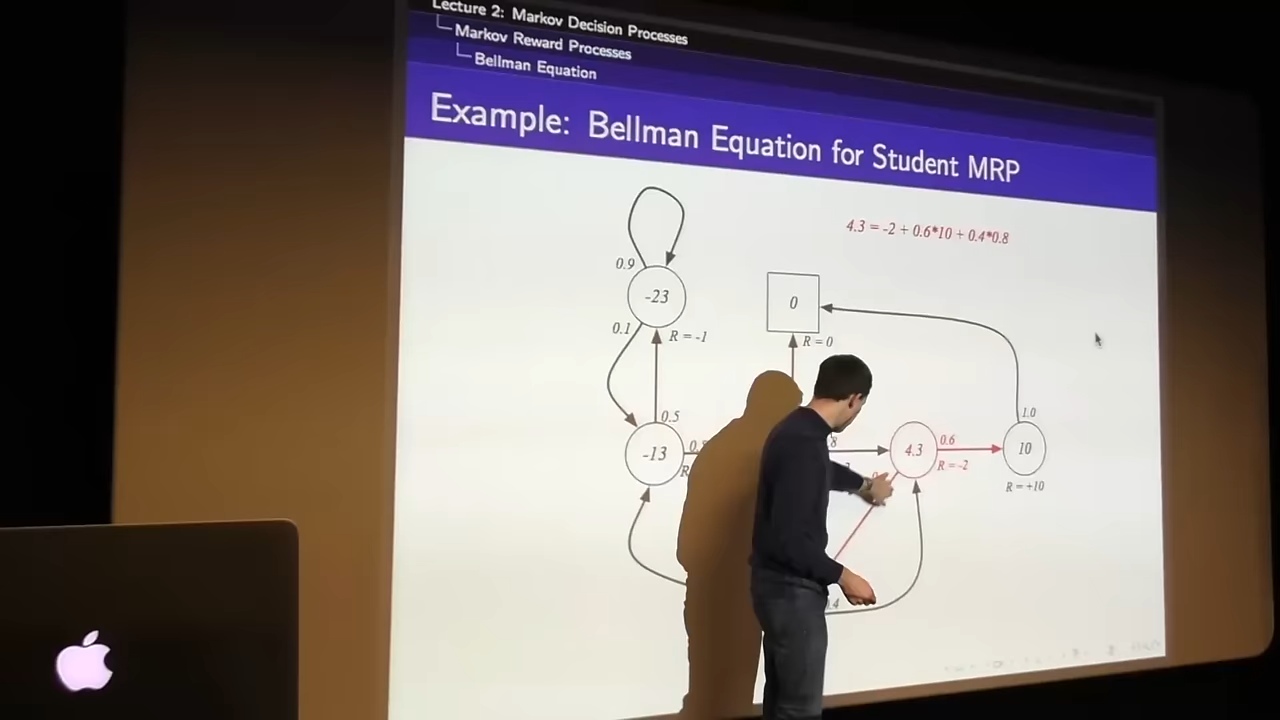 Lecture 2: Markov Decision Processes
Markov Reward Processes
Bellman Equation
Example: Bellman Equation for Student MRP
4.3 = -2 + 0.6*10 + 0.4*0.8
0.9
-23
0
0.1
R = -1
R = 0
0.5
1.0
-13
4.3
0.6
10
R = -2
R = +10